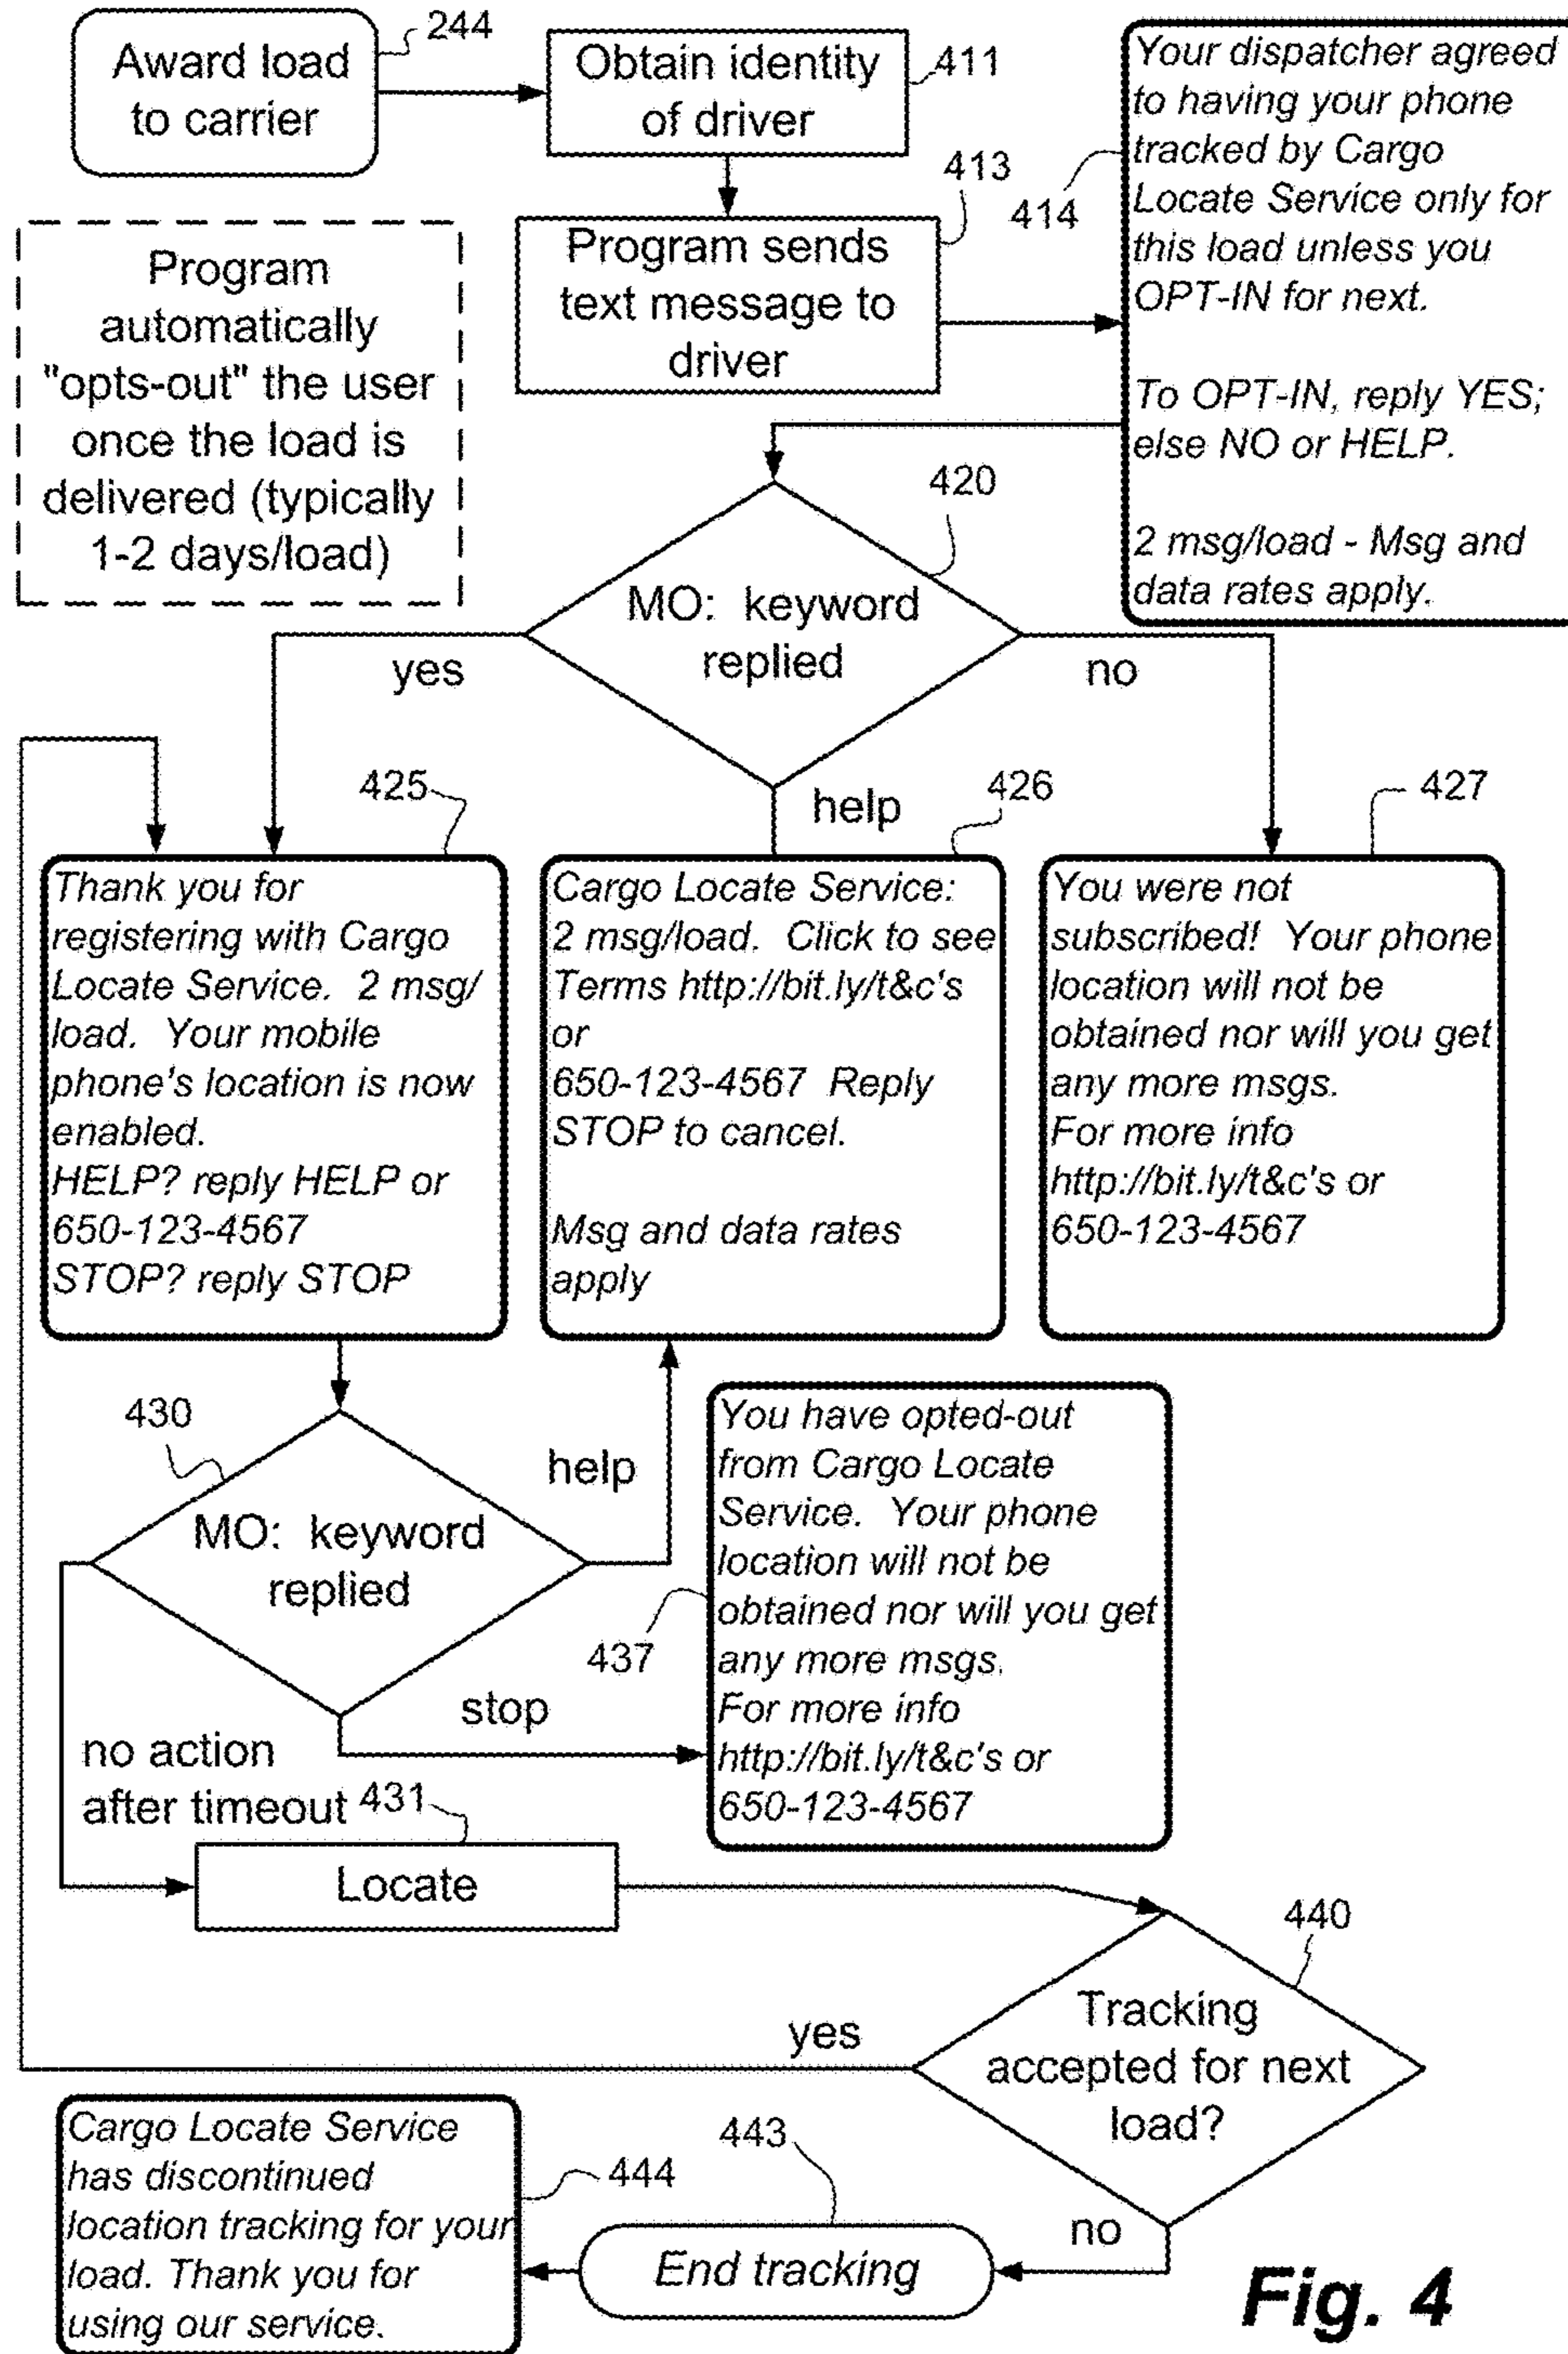 Award load
to carrier
244
Obtain identity
of driver
411
Your dispatcher agreed
to having your phone
tracked by Cargo
Locate Service only for
this load unless you
OPT-IN for next.
To OPT-IN, reply YES;
else NO or HELP.
2 msg/load - Msg and
data rates apply.
414
413
Program sends
text message to
driver
Program
automatically
"opts-out" the user
once the load is
delivered (typically
1-2 days/load)
420
MO: keyword
replied
yes
no
help
425
Thank you for
registering with Cargo
Locate Service. 2 msg/
load. Your mobile
phone's location is now
enabled.
HELP? reply HELP or
650-123-4567
STOP? reply STOP
426
Cargo Locate Service:
2 msg/load. Click to see
Terms http://bit.ly/t&c's
or
650-123-4567 Reply
STOP to cancel.
Msg and data rates
apply
427
You were not
subscribed! Your phone
location will not be
obtained nor will you get
any more msgs.
For more info
http://bit.ly/t&c's or
650-123-4567
430
MO: keyword
replied
help
stop
no action
after timeout
437
You have opted-out
from Cargo Locate
Service. Your phone
location will not be
obtained nor will you get
any more msgs.
For more info
http://bit.ly/t&c's or
650-123-4567
431
Locate
440
Tracking
accepted for next
load?
yes
no
443
End tracking
444
Cargo Locate Service
has discontinued
location tracking for your
load. Thank you for
using our service.
Fig. 4